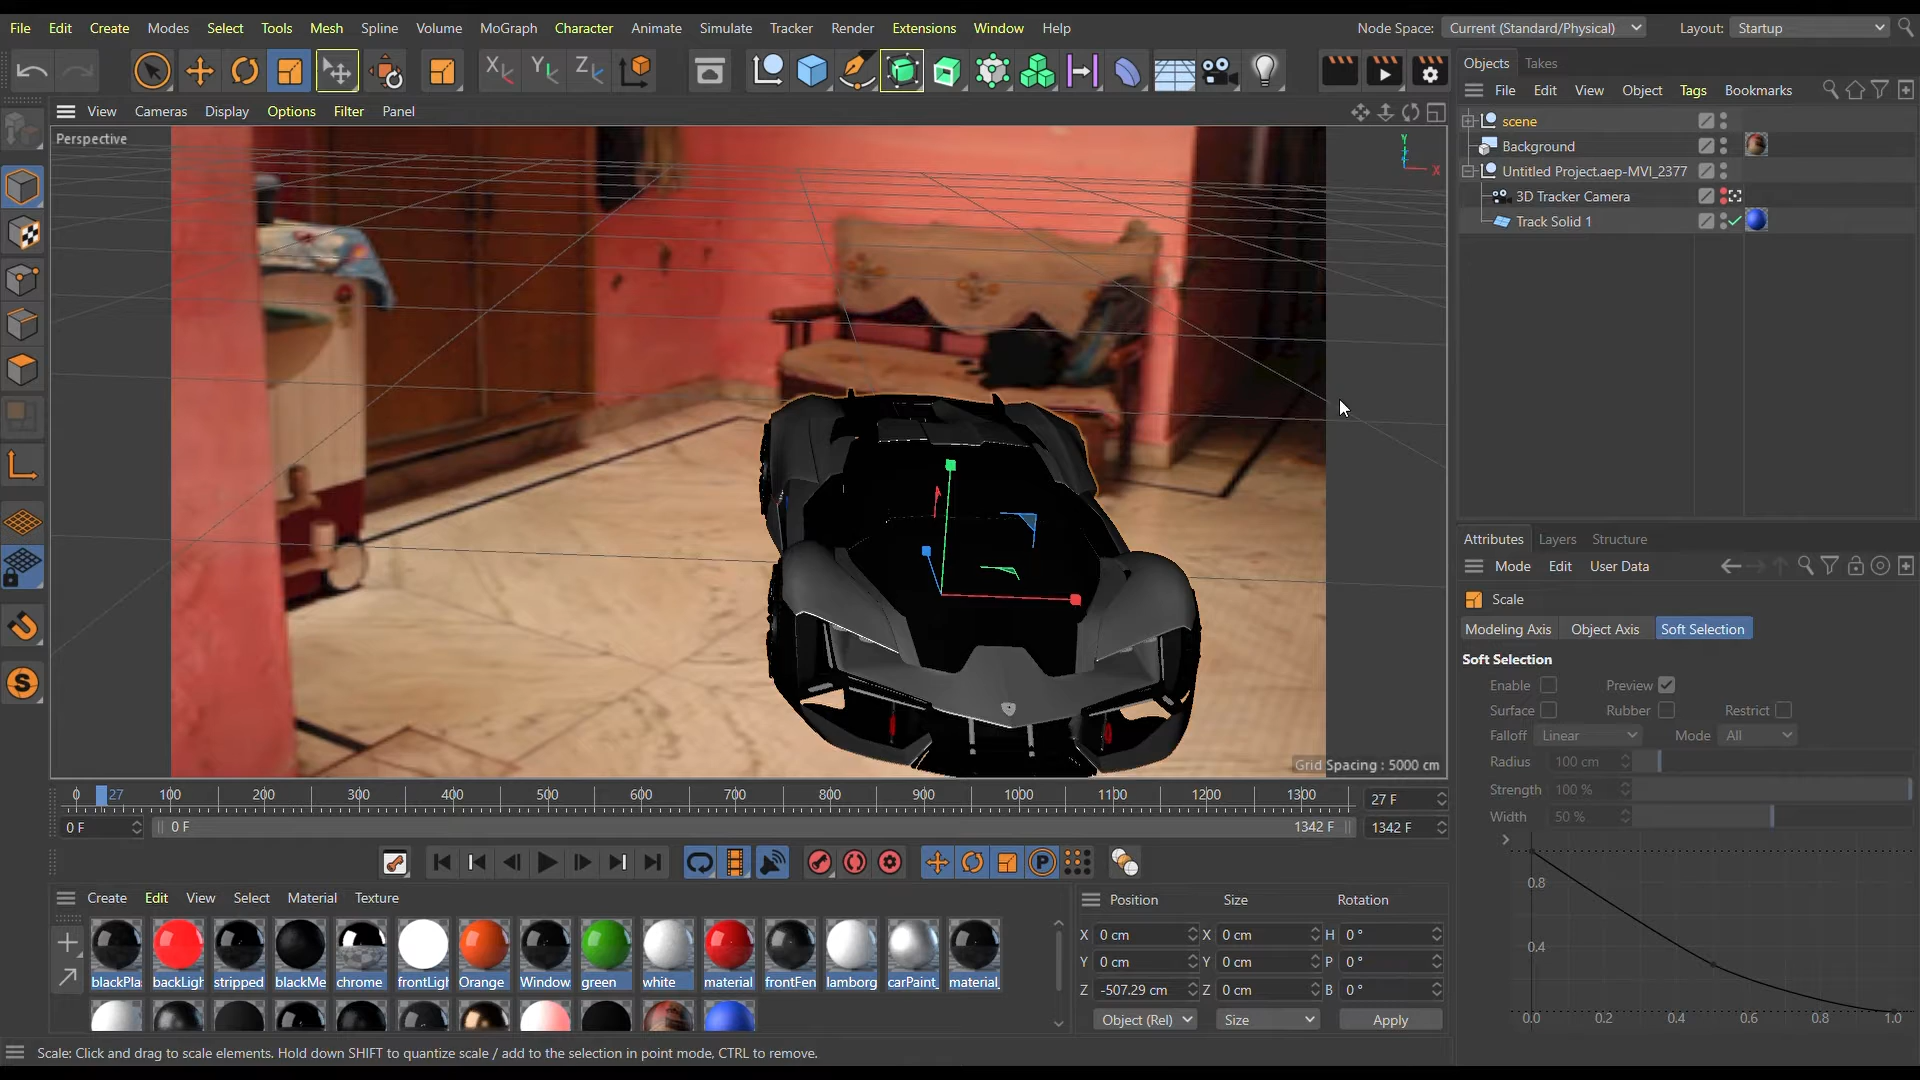 File Edit Create Modes Select Tools Mesh Spline Volume MoGraph Character Animate Simulate Tracker Render Extensions Window Help Node Space: Current (Standard/Physical) Layout: Startup
X Y Z
Objects Takes
File Edit View Object Tags Bookmarks
View Cameras Display Options Filter Panel
Perspective
Y
X
scene
Background
Untitled Project.aep-MVI_2377
3D Tracker Camera
Track Solid 1
Attributes Layers Structure
Mode Edit User Data
Scale
Modeling Axis Object Axis Soft Selection
Soft Selection
Enable Preview
Surface Rubber Restrict
Falloff Linear Mode All
Radius 100 cm
Strength 100 %
Width 50 %
0.8
0.4
0.0 0.2 0.4 0.6 0.8 1.0
Grid Spacing : 5000 cm
0 27 100 200 300 400 500 600 700 800 900 1000 1100 1200 1300 27 F
0 F 0 F 1342 F 1342 F
P
Create Edit View Select Material Texture
blackPla backLigh stripped blackMe chrome frontLigh Orange Window green white material frontFen lamborg carPaint_ material_
Position Size Rotation
X 0 cm X 0 cm H 0 °
Y 0 cm Y 0 cm P 0 °
Z -507.29 cm Z 0 cm B 0 °
Object (Rel) Size Apply
S
Scale: Click and drag to scale elements. Hold down SHIFT to quantize scale / add to the selection in point mode, CTRL to remove.